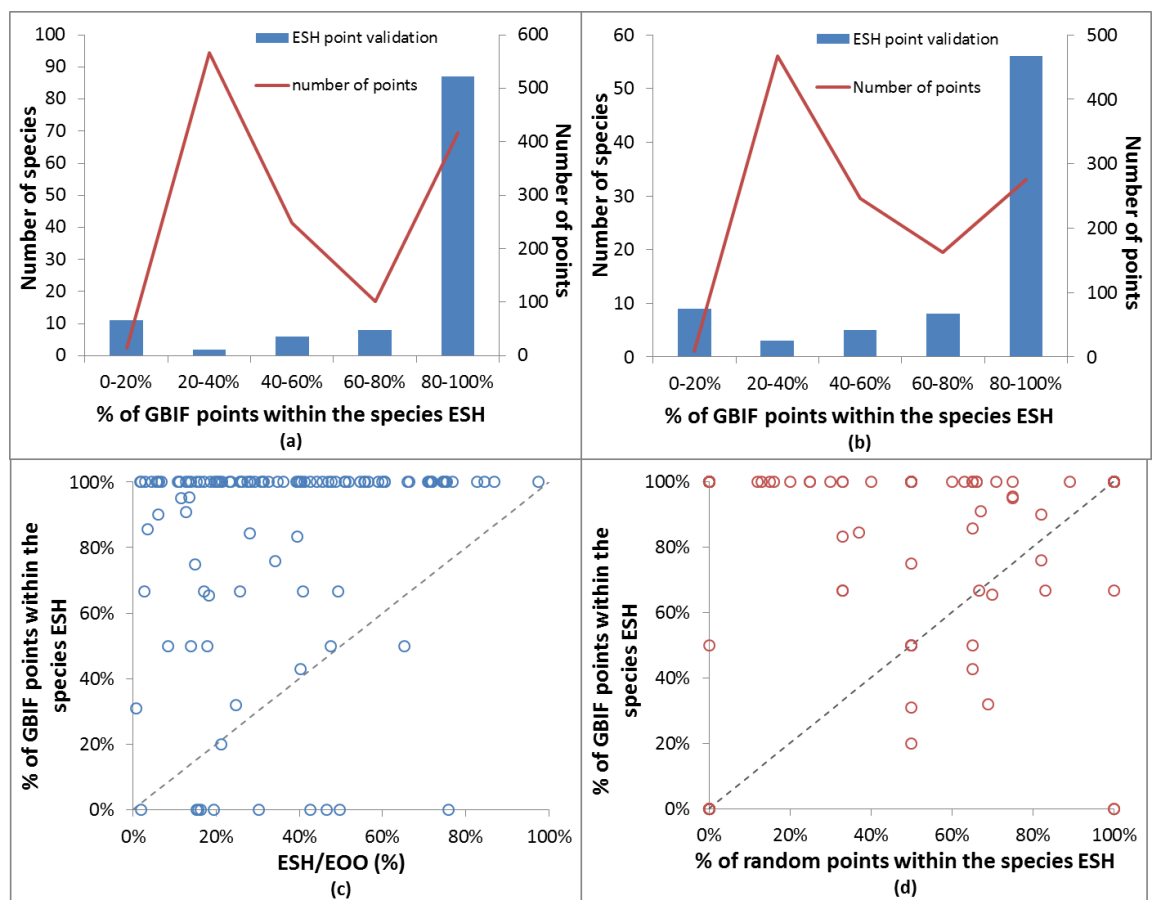 ESH point validation
number of points
Number of species
100
90
80
70
60
50
40
30
20
10
0
600
500
400
300
200
100
0
Number of points
0-20% 20-40% 40-60% 60-80% 80-100%
% of GBIF points within the species ESH
(a)
ESH point validation
Number of points
Number of species
60
50
40
30
20
10
0
500
400
300
200
100
0
Number of points
0-20% 20-40% 40-60% 60-80% 80-100%
% of GBIF points within the species ESH
(b)
% of GBIF points within the
species ESH
100%
80%
60%
40%
20%
0%
0% 20% 40% 60% 80% 100%
ESH/EOO (%)
(c)
% of GBIF points within the
species ESH
100%
80%
60%
40%
20%
0%
0% 20% 40% 60% 80% 100%
% of random points within the species ESH
(d)